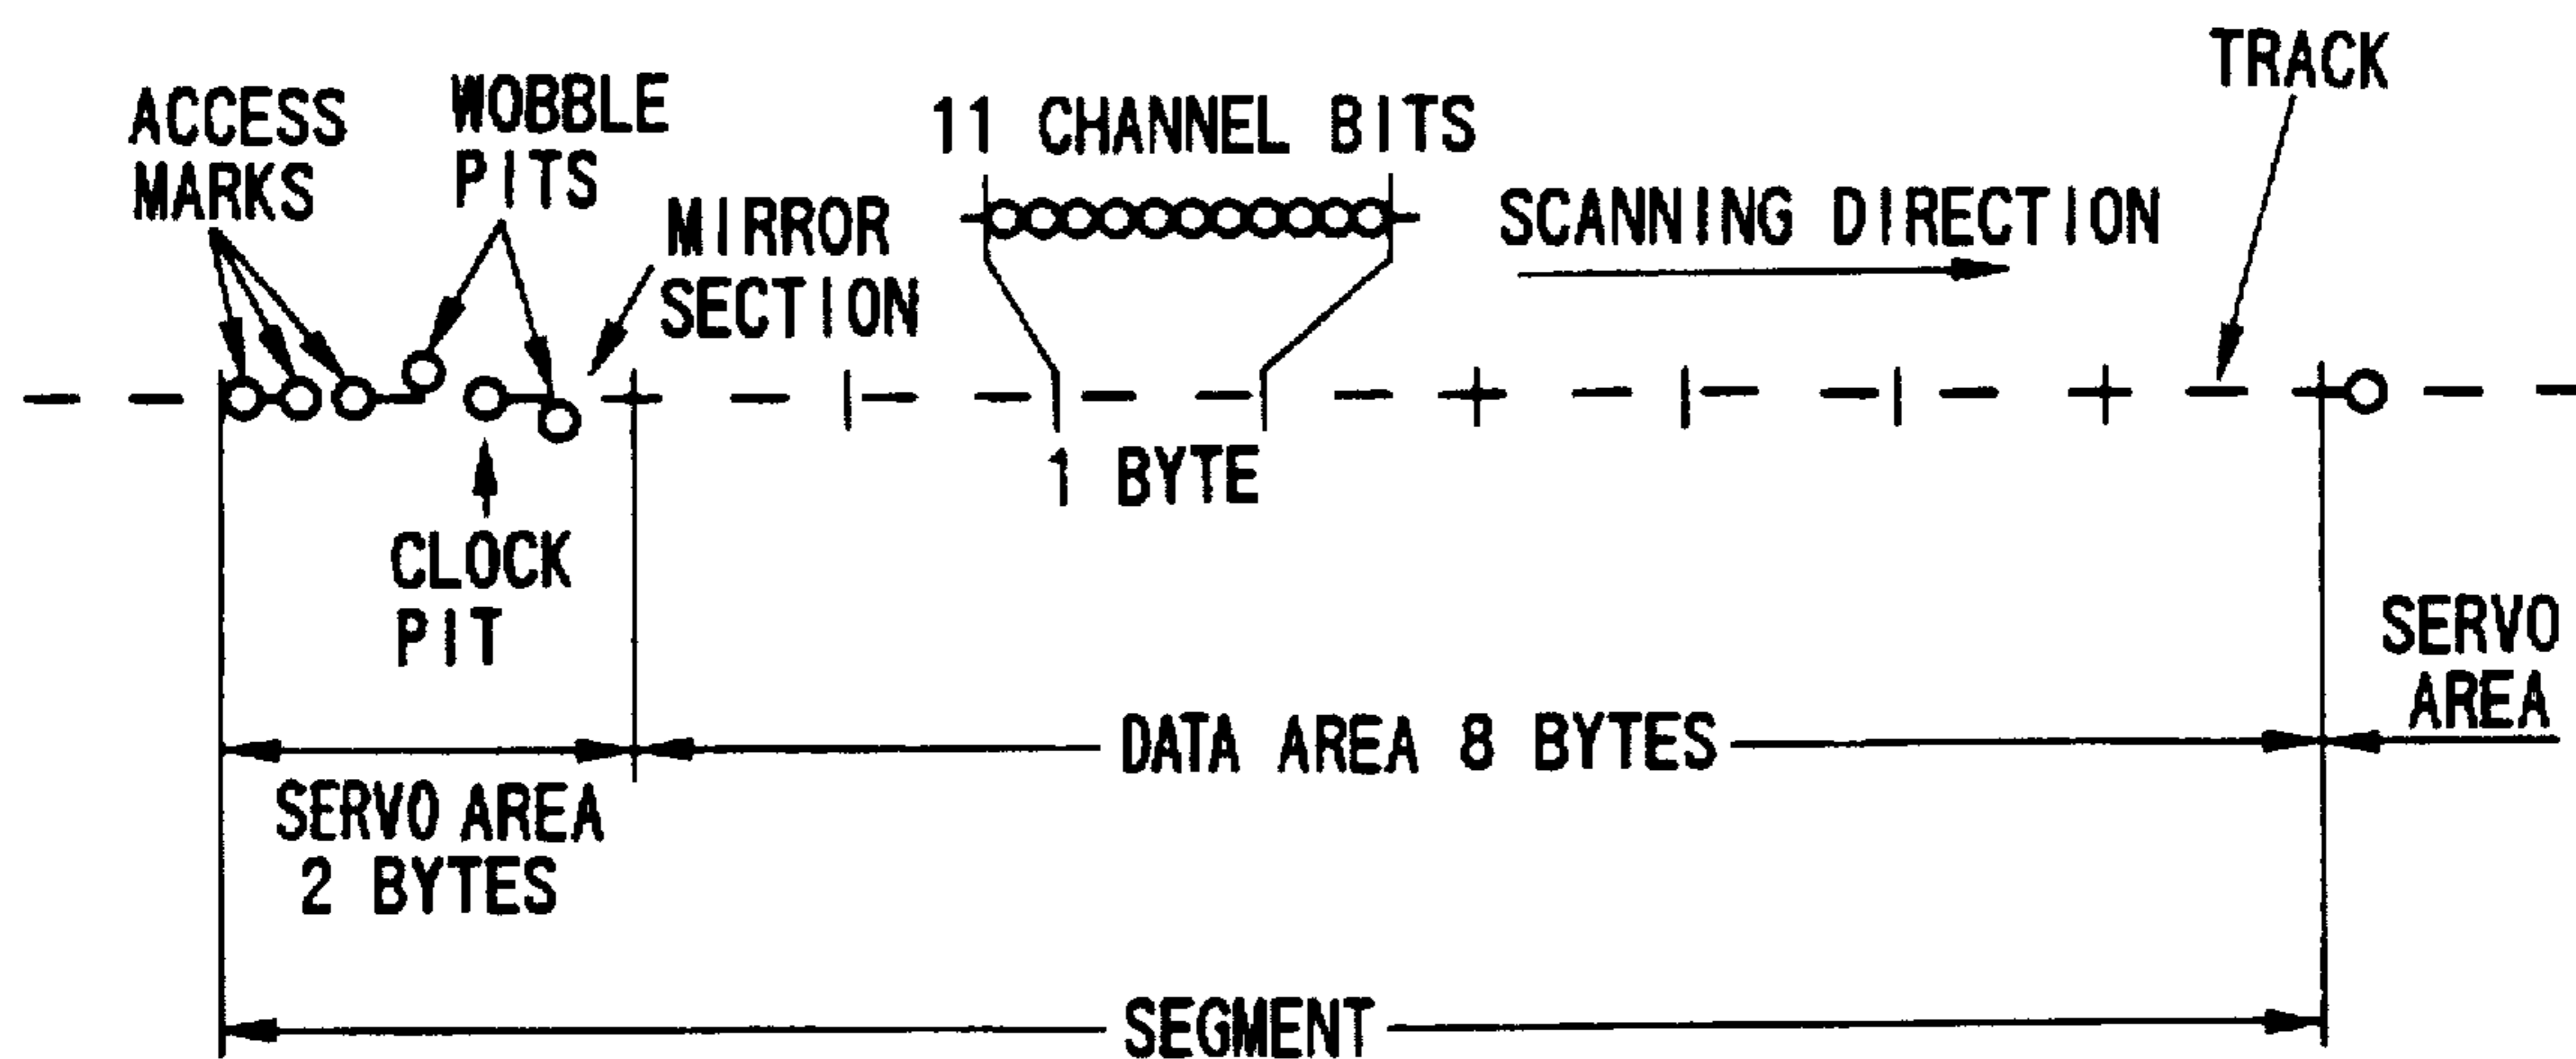 ACCESS
MARKS
WOBBLE
PITS
MIRROR
SECTION
11 CHANNEL BITS
SCANNING DIRECTION
TRACK
1 BYTE
CLOCK
PIT
SERVO
AREA
DATA AREA 8 BYTES
SERVO AREA
2 BYTES
SEGMENT